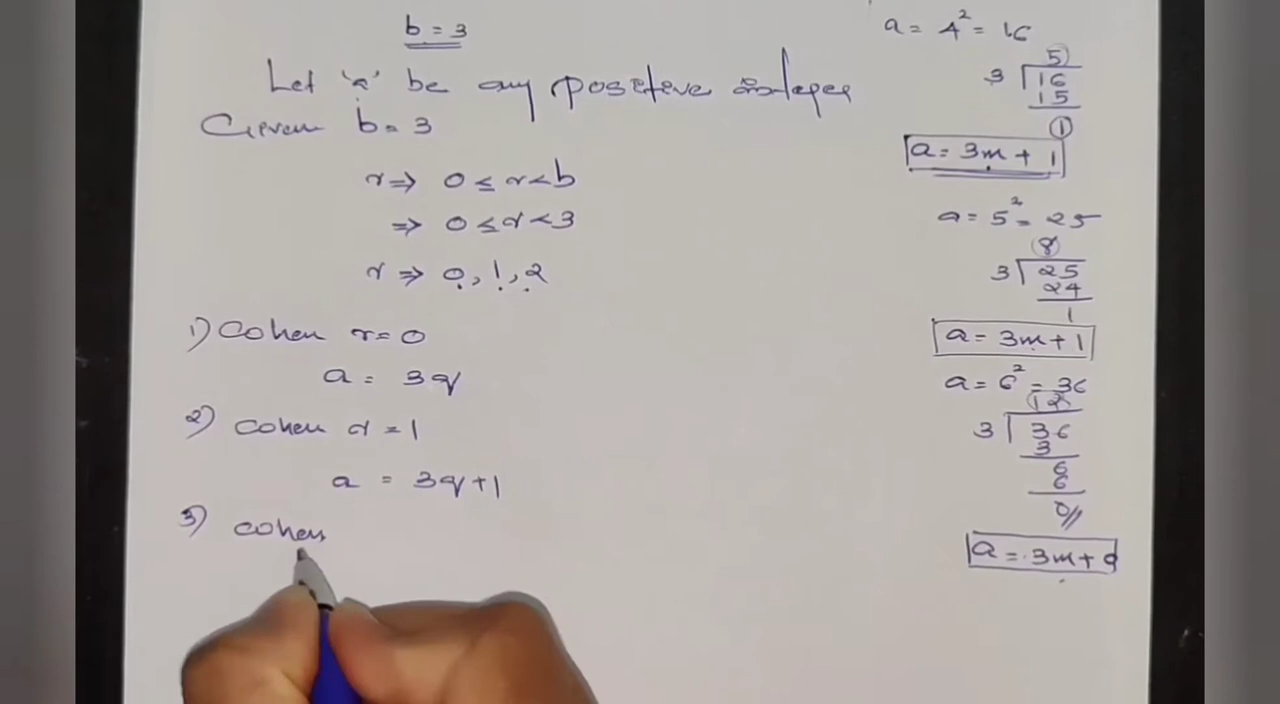 b = 3
Let 'a' be any positive integer
Given b = 3
r ⇒ 0 ≤ r < b
⇒ 0 ≤ r < 3
r ⇒ 0, 1, 2
1) when r = 0
a = 3q
2) when r = 1
a = 3q + 1
3) when
a = 4² = 16
5
3 16
15
1
a = 3m + 1
a = 5² = 25
8
3 25
24
1
a = 3m + 1
a = 6² = 36
12
3 36
3
6
6
0//
a = 3m + 0